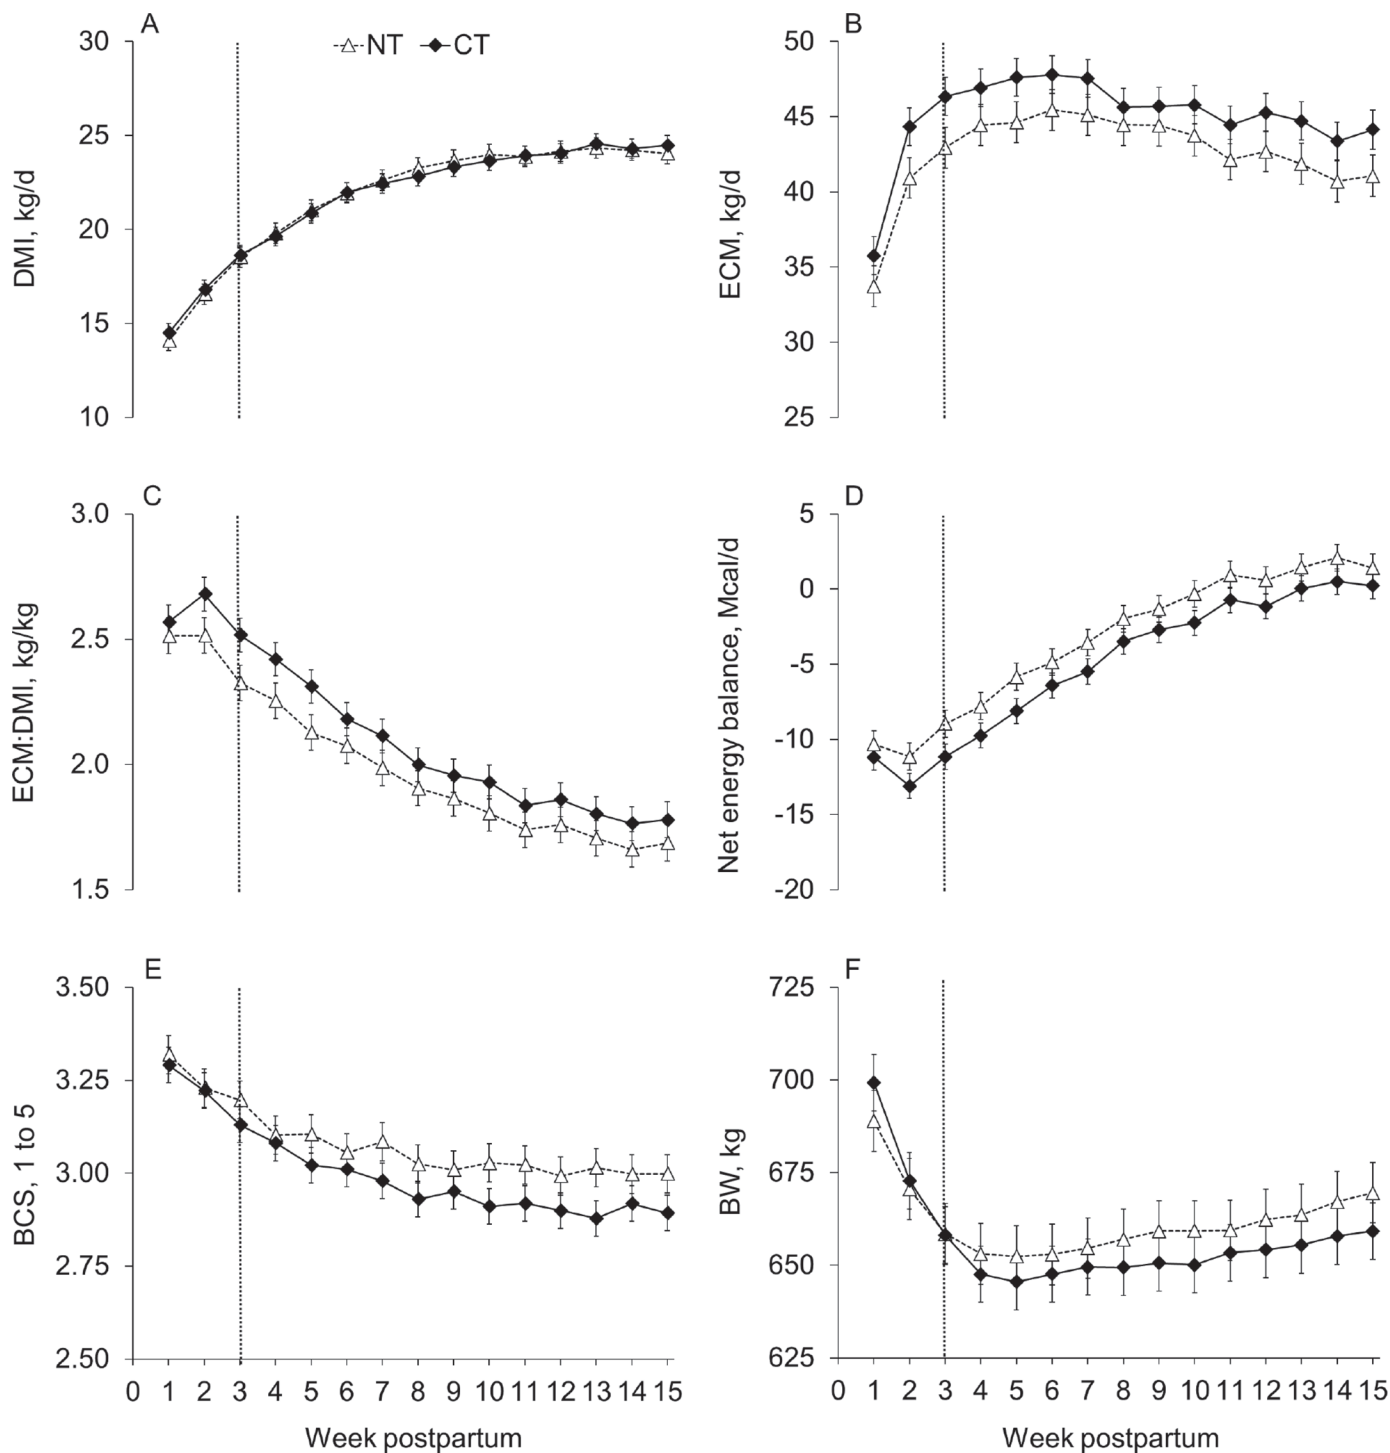 A
NT CT
30
25
20
15
10
DMI, kg/d
B
50
45
40
35
30
25
ECM, kg/d
C
3.0
2.5
2.0
1.5
ECM:DMI, kg/kg
D
5
0
-5
-10
-15
-20
Net energy balance, Mcal/d
E
3.50
3.25
3.00
2.75
2.50
BCS, 1 to 5
0 1 2 3 4 5 6 7 8 9 10 11 12 13 14 15
Week postpartum
F
725
700
675
650
625
BW, kg
0 1 2 3 4 5 6 7 8 9 10 11 12 13 14 15
Week postpartum